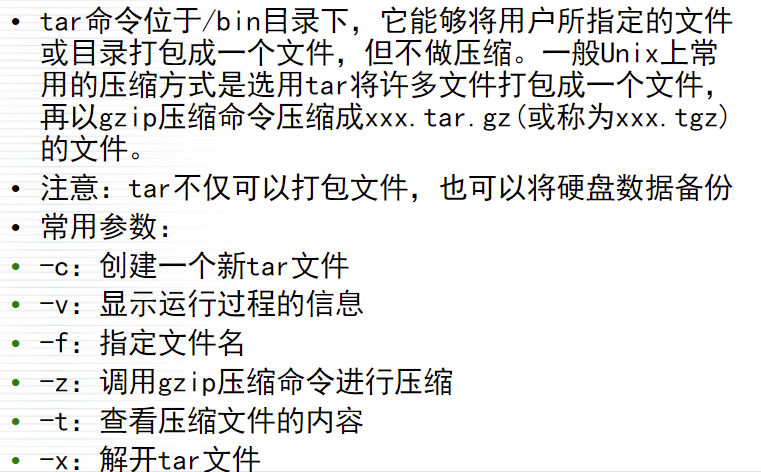 • tar命令位于/bin目录下，它能够将用户所指定的文件
或目录打包成一个文件，但不做压缩。一般Unix上常
用的压缩方式是选用tar将许多文件打包成一个文件，
再以gzip压缩命令压缩成xxx.tar.gz(或称为xxx.tgz)
的文件。
• 注意：tar不仅可以打包文件，也可以将硬盘数据备份
• 常用参数：
• -c：创建一个新tar文件
• -v：显示运行过程的信息
• -f：指定文件名
• -z：调用gzip压缩命令进行压缩
• -t：查看压缩文件的内容
• -x：解开tar文件